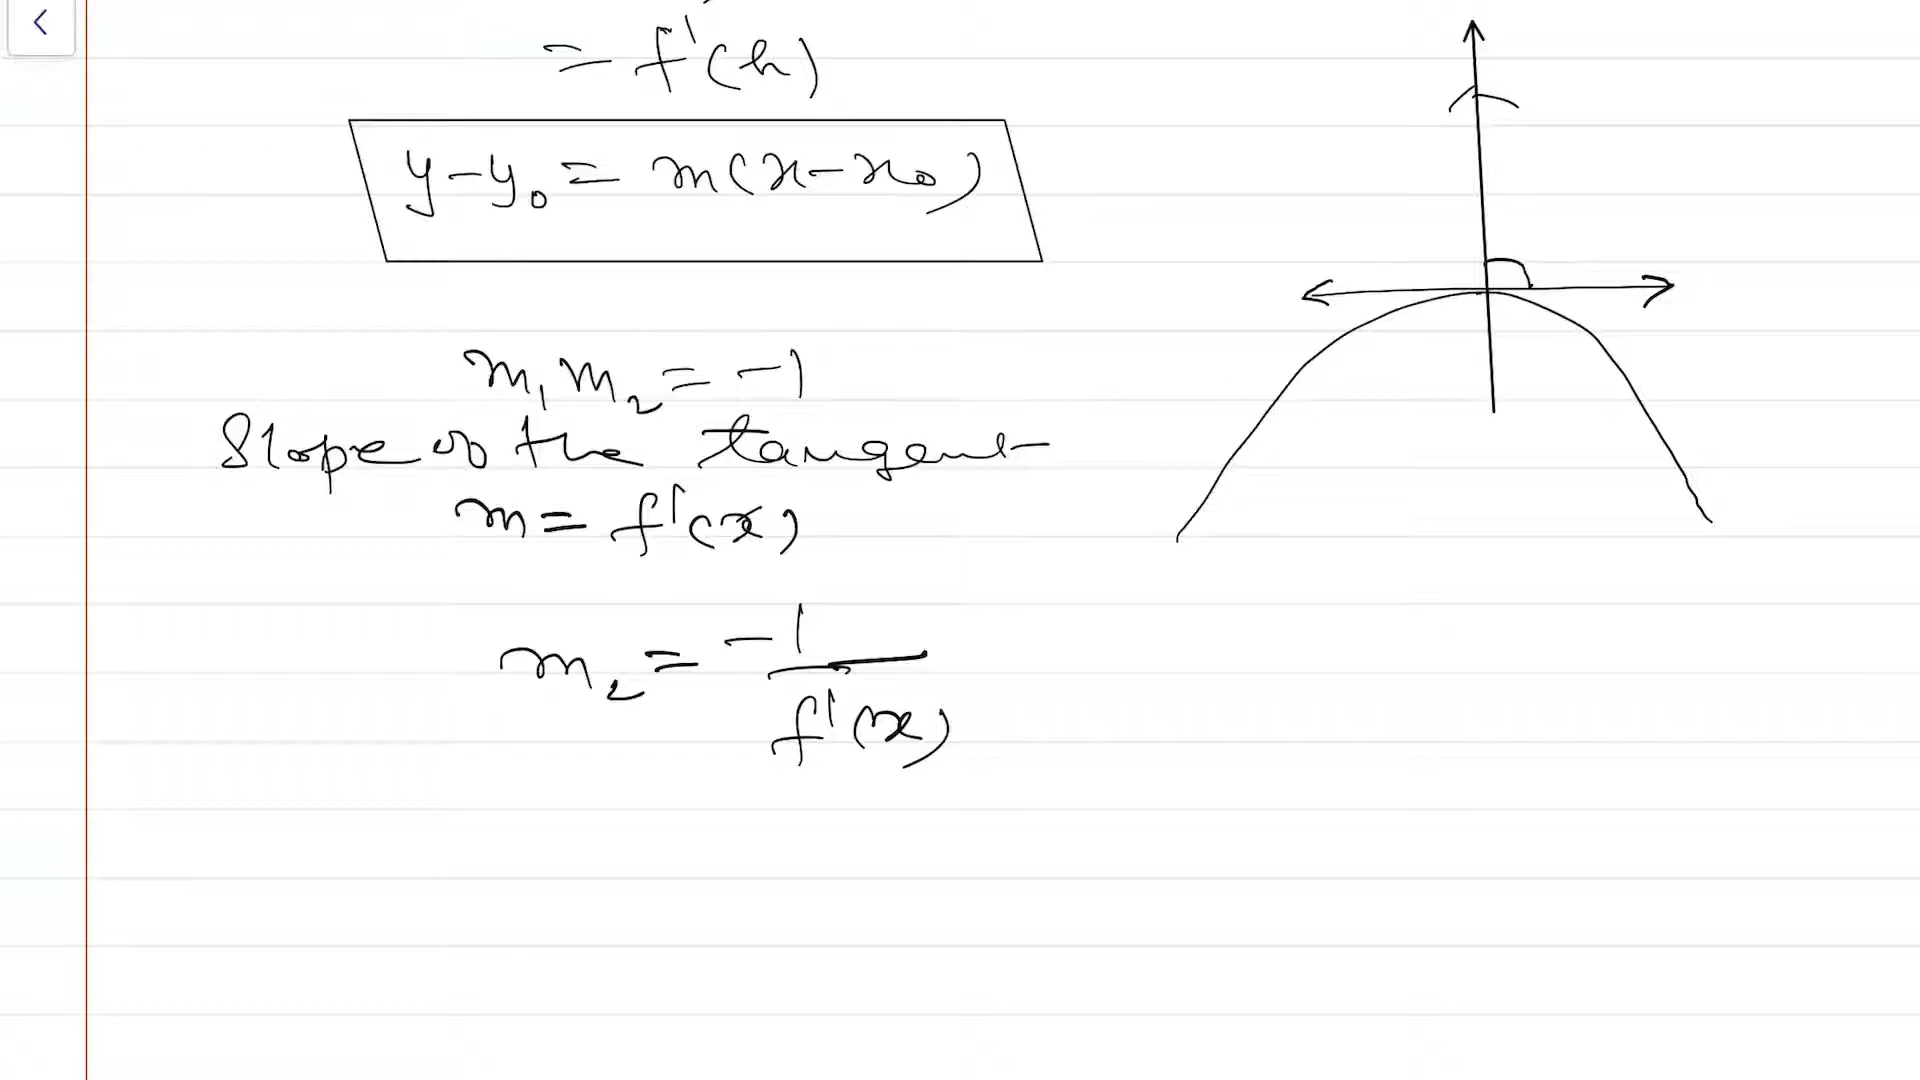 = f'(h)
y-y₀ = m(x-x₀)
m₁m₂ = -1
Slope of the tangent
m = f'(x)
m₂ = -1/f'(x)